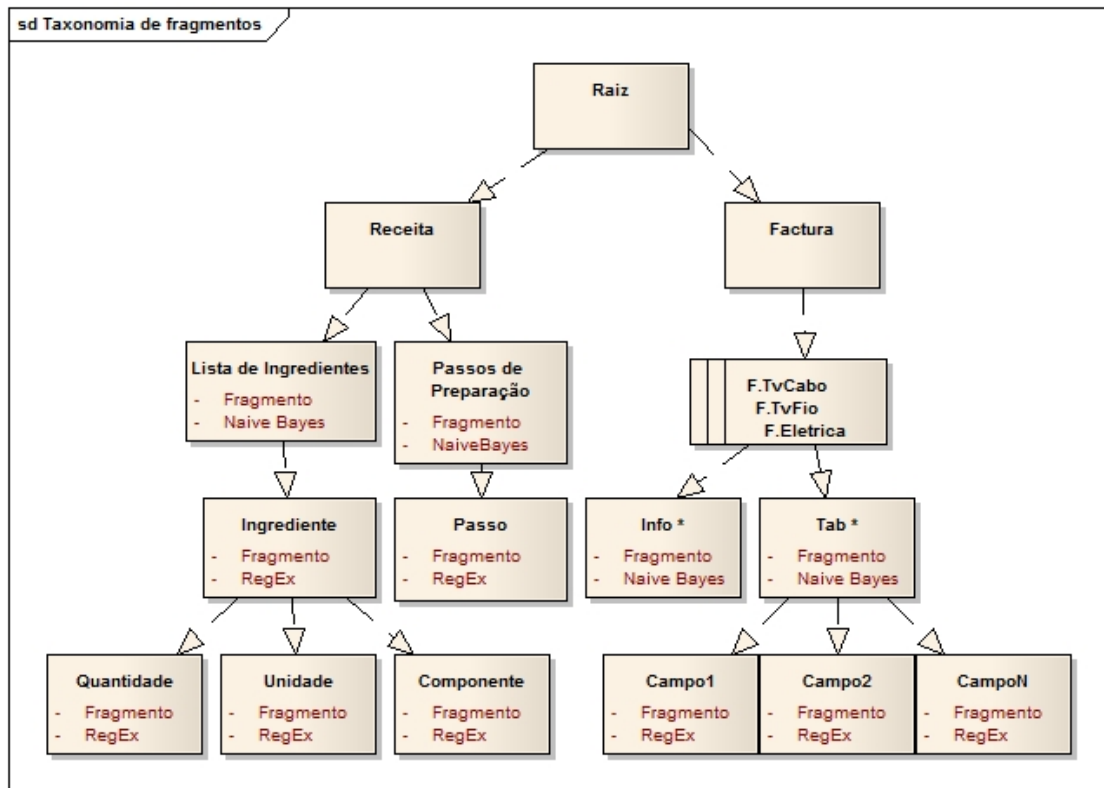 sd Taxonomia de fragmentos
Raiz
Receita
Factura
Lista de Ingredientes
- Fragmento
- Naive Bayes
Passos de
Preparação
- Fragmento
- NaiveBayes
F.TvCabo
F.TvFio
F.Eletrica
Ingrediente
- Fragmento
- RegEx
Passo
- Fragmento
- RegEx
Info *
- Fragmento
- Naive Bayes
Tab *
- Fragmento
- Naive Bayes
Quantidade
- Fragmento
- RegEx
Unidade
- Fragmento
- RegEx
Componente
- Fragmento
- RegEx
Campo1
- Fragmento
- RegEx
Campo2
- Fragmento
- RegEx
CampoN
- Fragmento
- RegEx